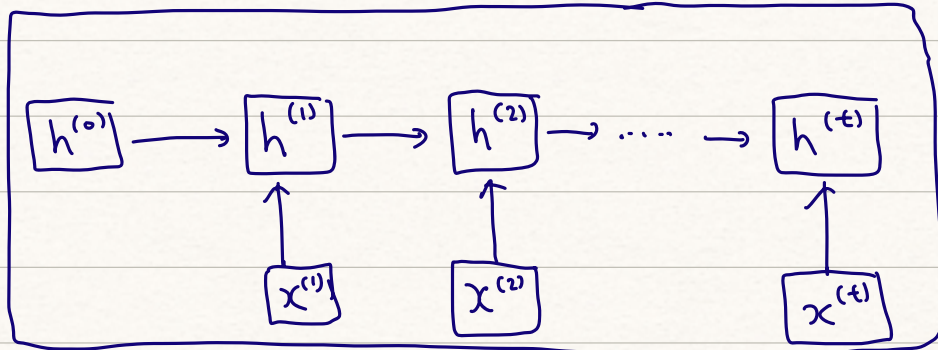 h^(0) → h^(1) → h^(2) → ..... → h^(t)
x^(1) x^(2) x^(t)